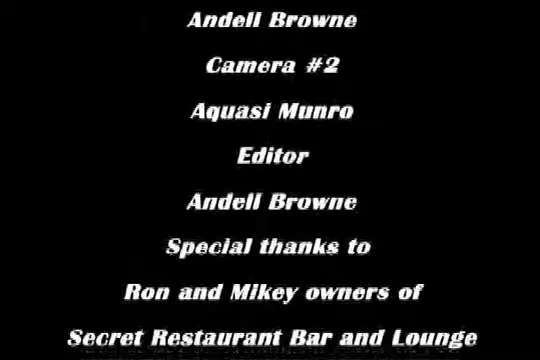 Andell Browne
Camera #2
Aquasi Munro
Editor
Andell Browne
Special thanks to
Ron and Mikey owners of
Secret Restaurant Bar and Lounge